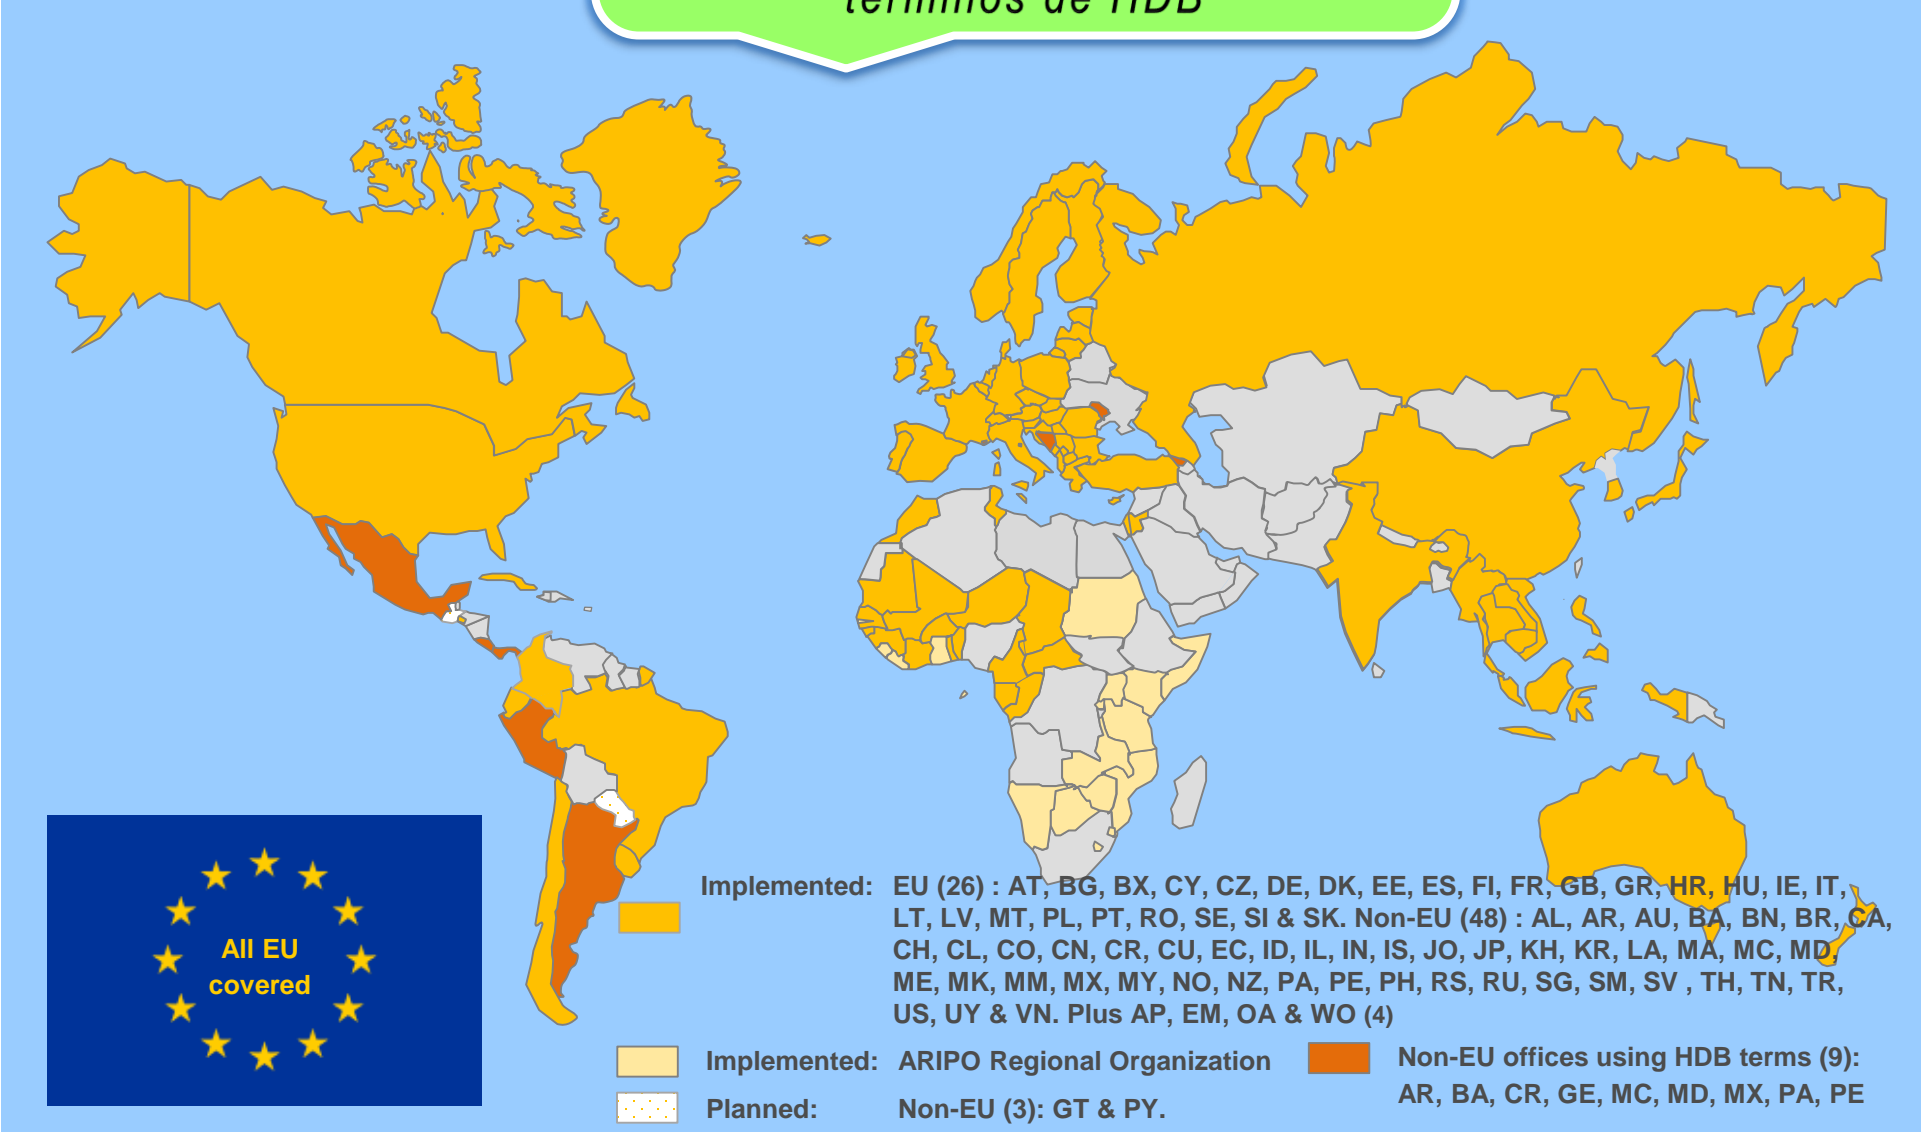 términos de HDB
All EU
covered
Implemented: EU (26) : AT, BG, BX, CY, CZ, DE, DK, EE, ES, FI, FR, GB, GR, HR, HU, IE, IT,
LT, LV, MT, PL, PT, RO, SE, SI & SK. Non-EU (48) : AL, AR, AU, BA, BN, BR, CA,
CH, CL, CO, CN, CR, CU, EC, ID, IL, IN, IS, JO, JP, KH, KR, LA, MA, MC, MD,
ME, MK, MM, MX, MY, NO, NZ, PA, PE, PH, RS, RU, SG, SM, SV , TH, TN, TR,
US, UY & VN. Plus AP, EM, OA & WO (4)
Implemented: ARIPO Regional Organization
Non-EU offices using HDB terms (9):
AR, BA, CR, GE, MC, MD, MX, PA, PE
Planned: Non-EU (3): GT & PY.